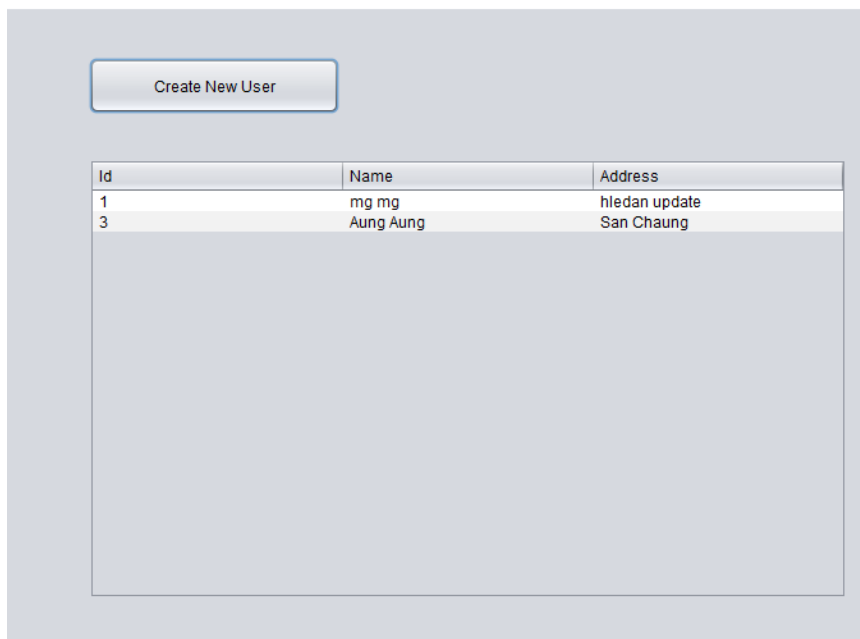 Create New User
Id Name Address
1 mg mg hledan update
3 Aung Aung San Chaung